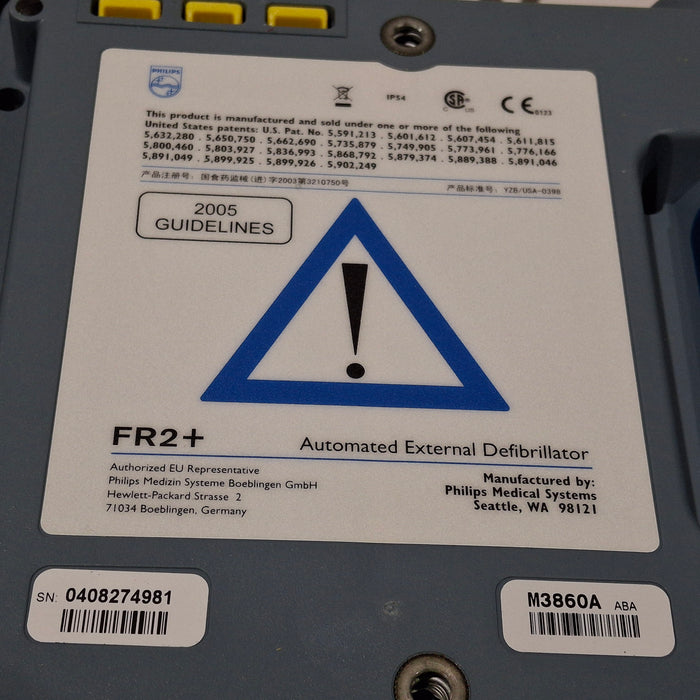 PHILIPS
IP54
C US
CE 0123
This product is manufactured and sold under one or more of the following
United States patents: U.S. Pat. No. 5,591,213 . 5,601,612 . 5,607,454 . 5,611,815
5,632,280 . 5,650,750 . 5,662,690 . 5,735,879 . 5,749,905 . 5,773,961 . 5,776,166
5,800,460 . 5,803,927 . 5,836,993 . 5,868,792 . 5,879,374 . 5,889,388 . 5,891,046
5,891,049 . 5,899,925 . 5,899,926 . 5,902,249
产品注册号: 国食药监械(进)字2003第3210750号
产品标准号: YZB/USA-0398
2005
GUIDELINES
!
FR2+
Automated External Defibrillator
Authorized EU Representative
Philips Medizin Systeme Boeblingen GmbH
Hewlett-Packard Strasse 2
71034 Boeblingen, Germany
Manufactured by:
Philips Medical Systems
Seattle, WA 98121
SN: 0408274981
M3860A ABA